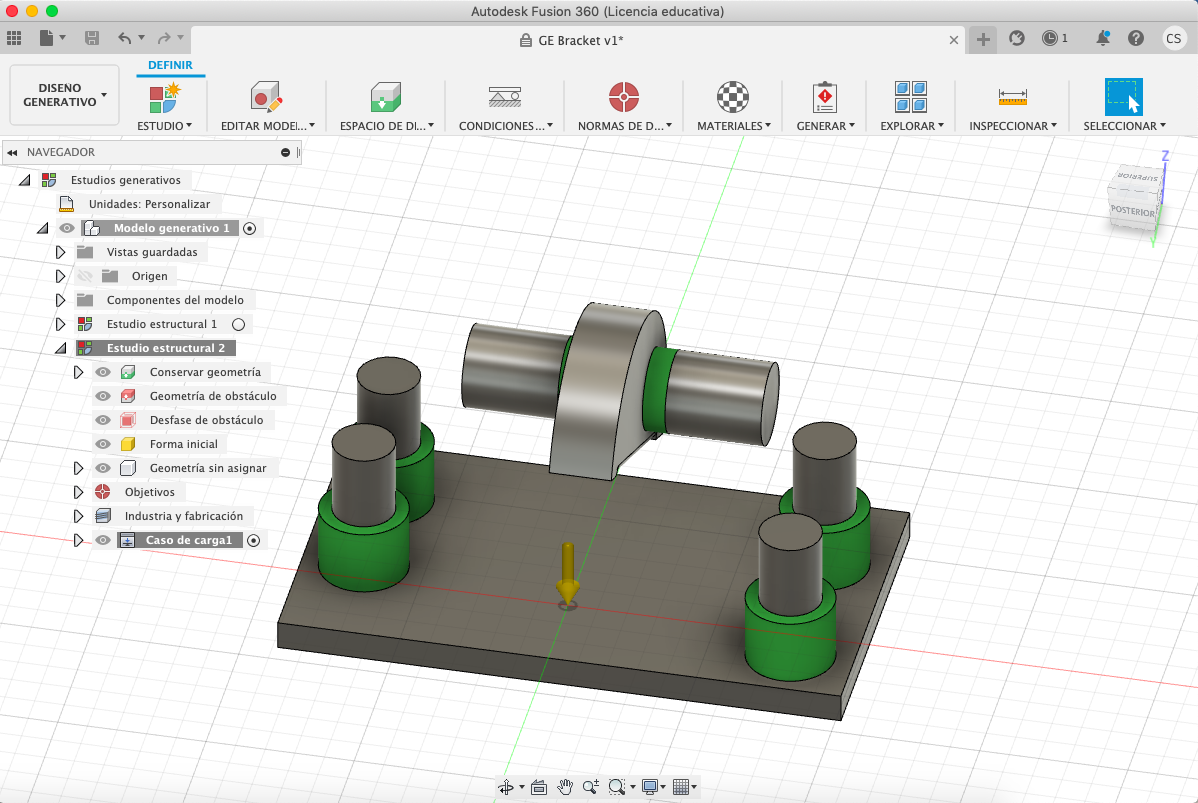 Autodesk Fusion 360 (Licencia educativa)
GE Bracket v1*
1
CS
DISEÑO
GENERATIVO
DEFINIR
ESTUDIO
EDITAR MODEL...
ESPACIO DE DI...
CONDICIONES...
NORMAS DE D...
MATERIALES
GENERAR
EXPLORAR
INSPECCIONAR
SELECCIONAR
NAVEGADOR
Estudios generativos
Unidades: Personalizar
Modelo generativo 1
Vistas guardadas
Origen
Componentes del modelo
Estudio estructural 1
Estudio estructural 2
Conservar geometría
Geometría de obstáculo
Desfase de obstáculo
Forma inicial
Geometría sin asignar
Objetivos
Industria y fabricación
Caso de carga1
Z
SUPERIOR
POSTERIOR
Y